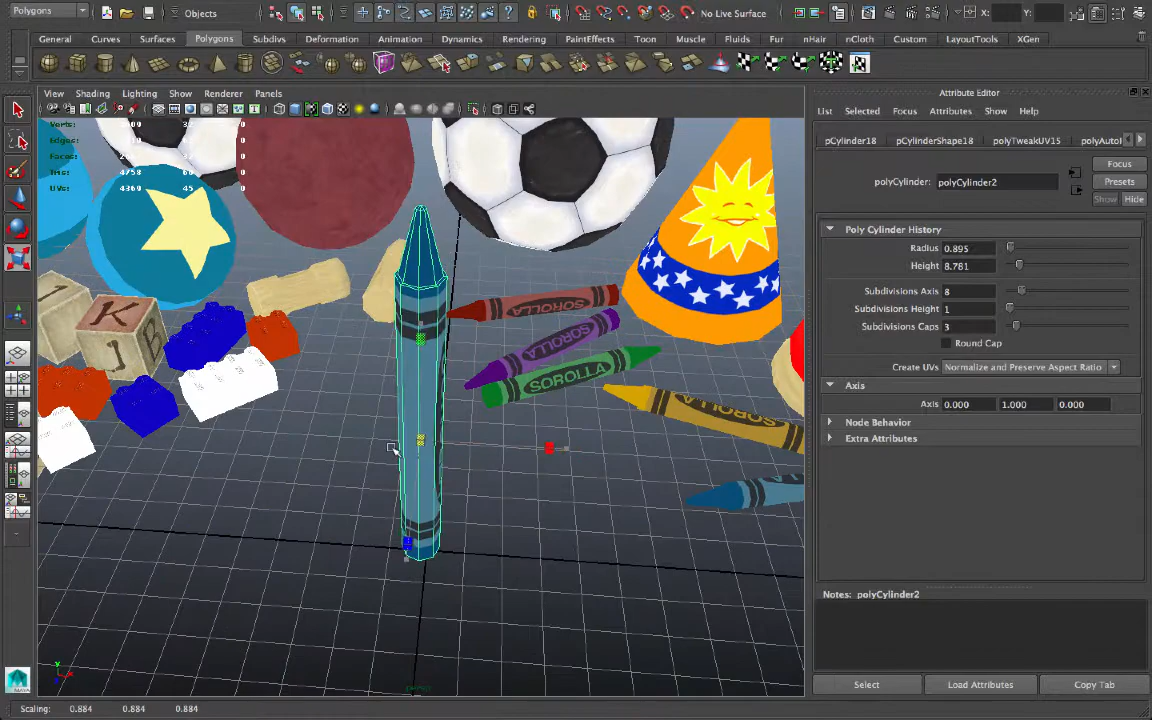 Polygons
Objects
No Live Surface
X:
Y:
General Curves Surfaces Polygons Subdivs Deformation Animation Dynamics Rendering PaintEffects Toon Muscle Fluids Fur nHair nCloth Custom LayoutTools XGen
View Shading Lighting Show Renderer Panels
Edges:
Faces:
Tris: 4758 0
UVs: 4369 45 0
K
SOROLLA
SOROLLA
persp
Scaling: 0.884 0.884 0.884
Attribute Editor
List Selected Focus Attributes Show Help
pCylinder18 pCylinderShape18 polyTweakUV15
polyCylinder: polyCylinder2
Focus
Presets
Show Hide
Poly Cylinder History
Radius 0.895
Height 8.781
Subdivisions Axis 8
Subdivisions Height 1
Subdivisions Caps 3
Round Cap
Create UVs Normalize and Preserve Aspect Ratio
Axis
Axis 0.000 1.000 0.000
Node Behavior
Extra Attributes
Notes: polyCylinder2
Select Load Attributes Copy Tab